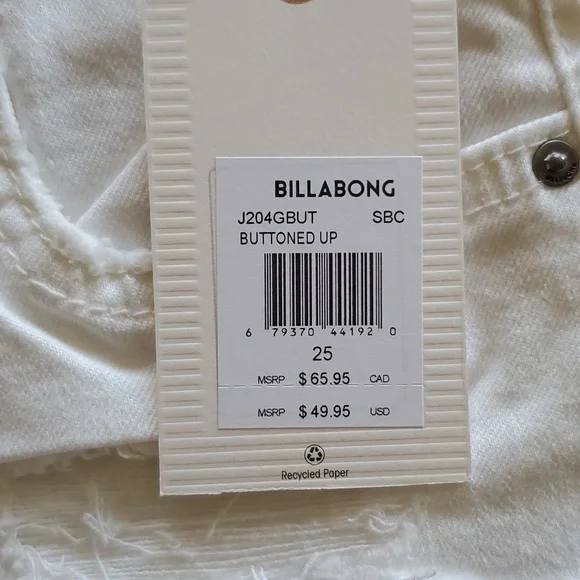 BILLABONG
J204GBUT SBC
BUTTONED UP
6 79370 44192 0
25
MSRP $65.95 CAD
MSRP $49.95 USD
Recycled Paper